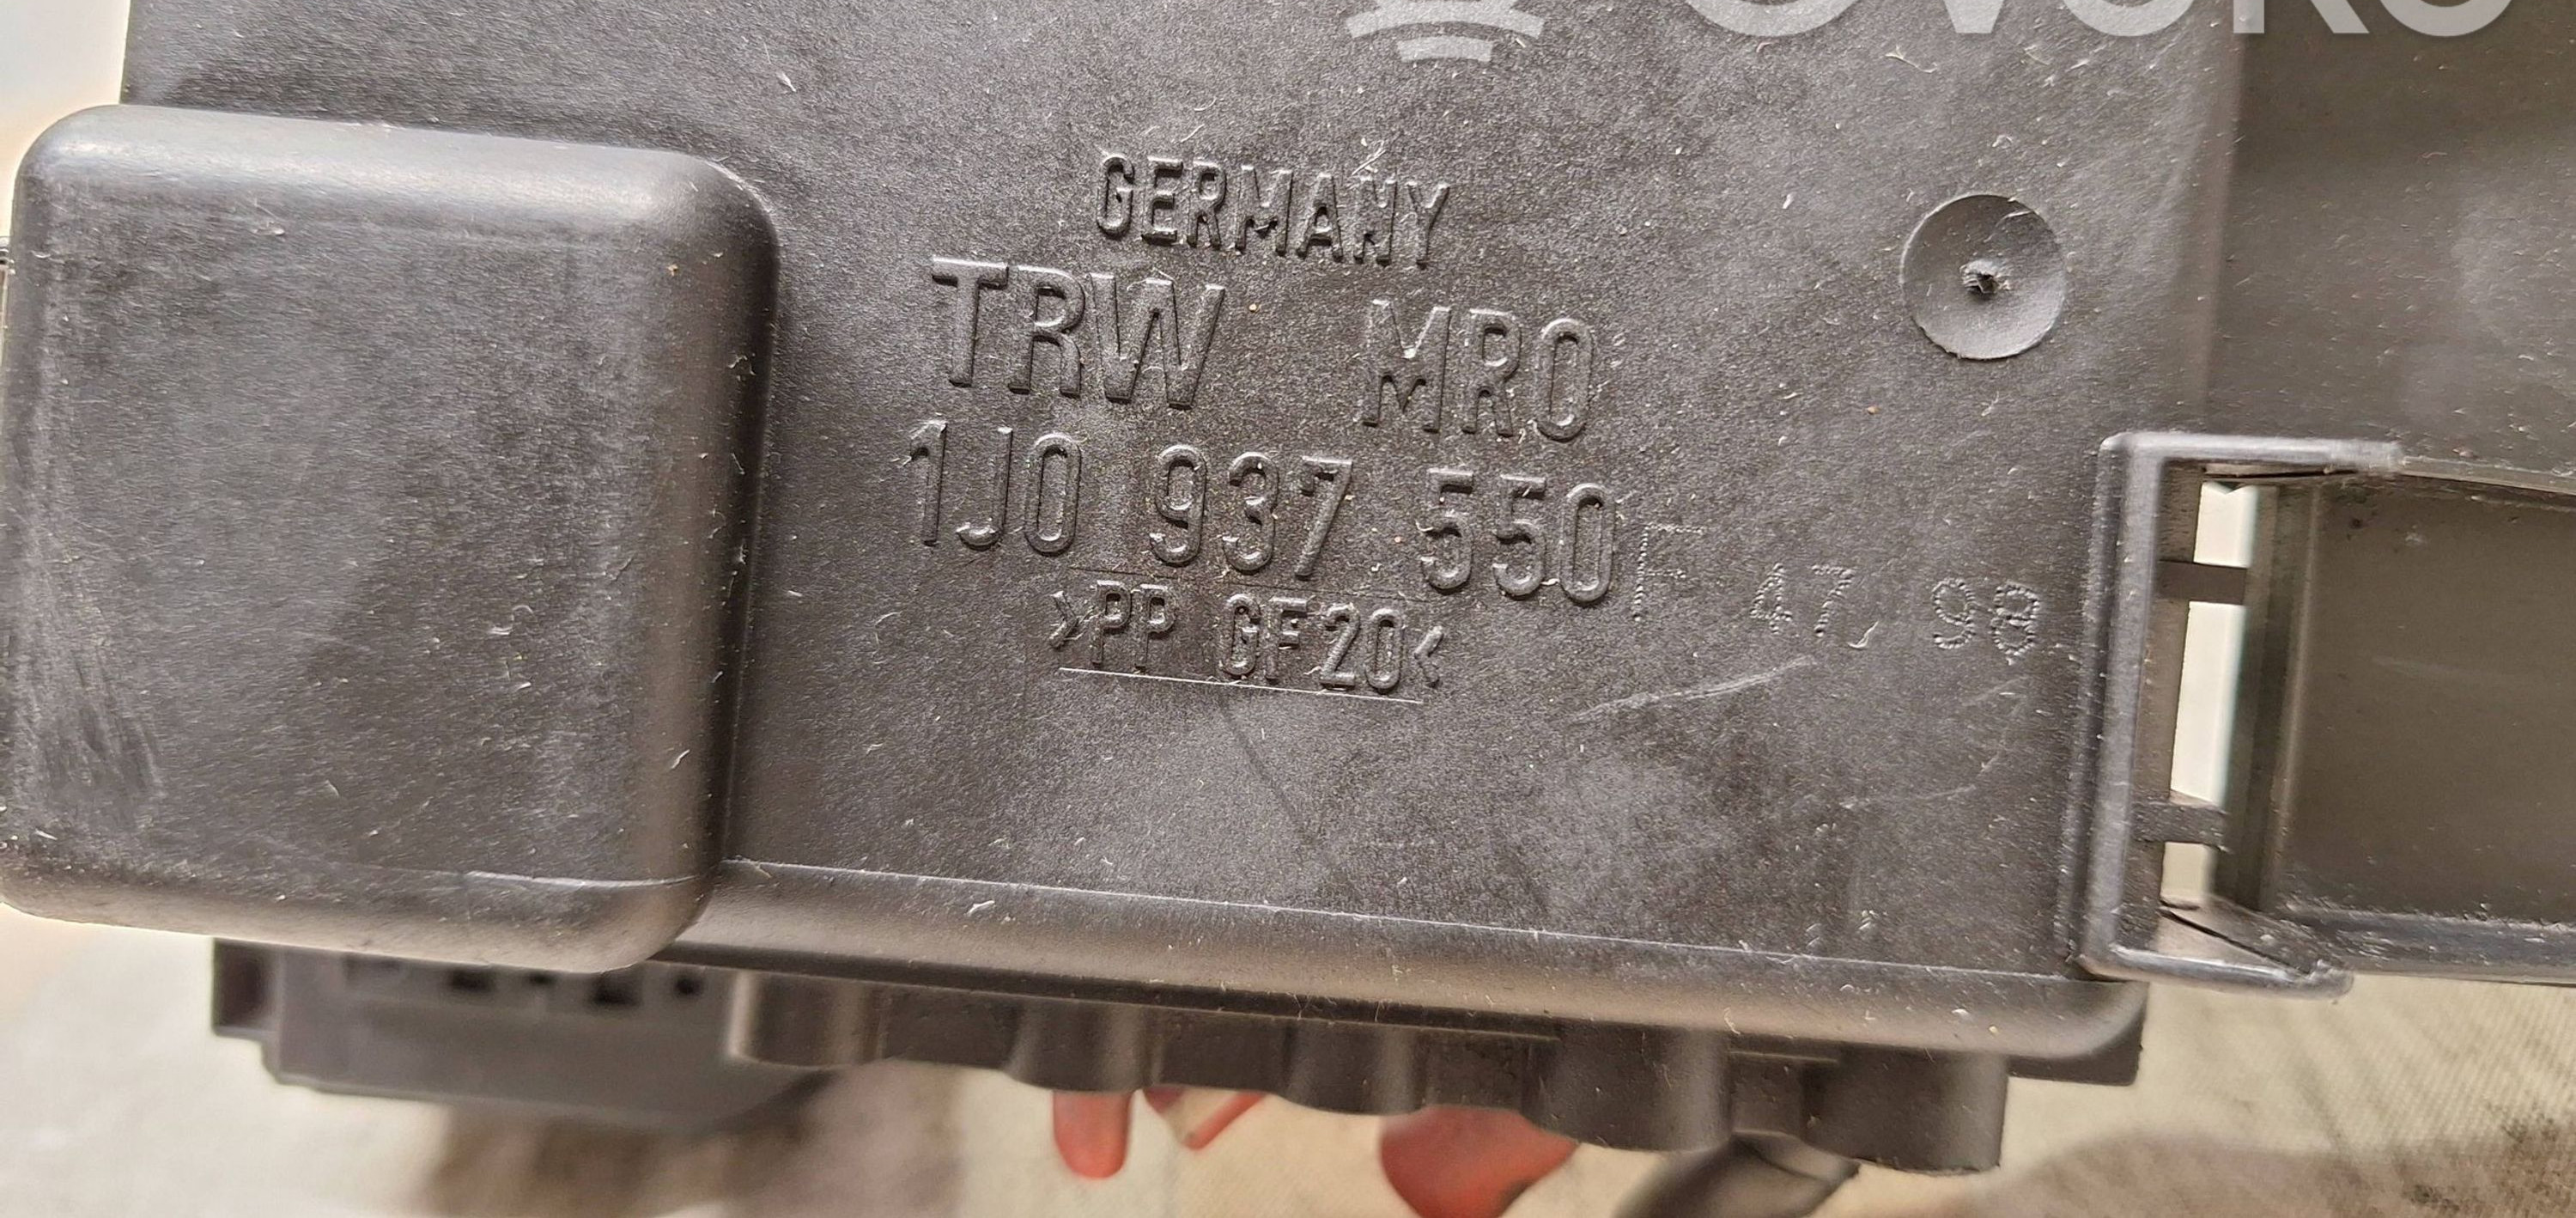 GERMANY
TRW MRO
1J0 937 550 F 47 98
>PP GF20<